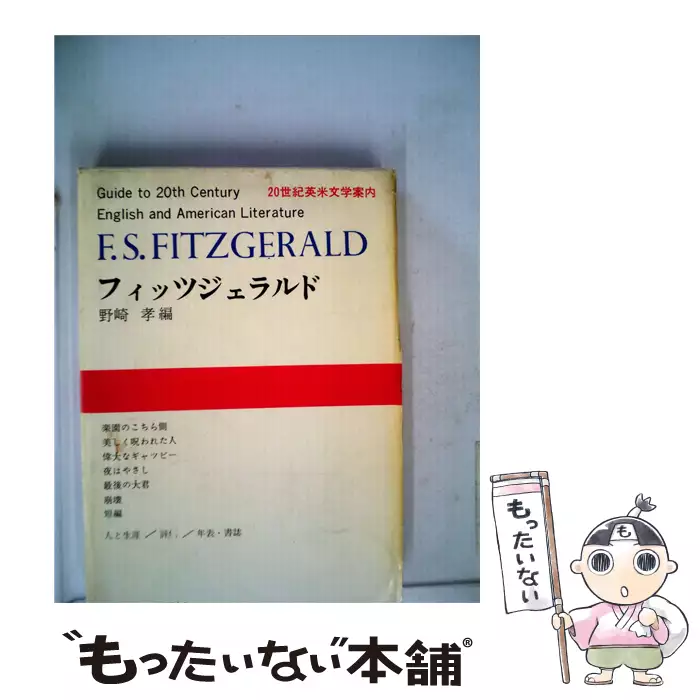 Guide to 20th Century 20世紀英米文学案内
English and American Literature
F. S. FITZGERALD
フィッツジェラルド
野崎 孝編
楽園のこちら側
美しく呪われた人
偉大なギャツビー
夜はやさし
最後の大君
崩壊
短編
人と生涯／評価／年表・書誌
もったいない
“もったいない”本舗®